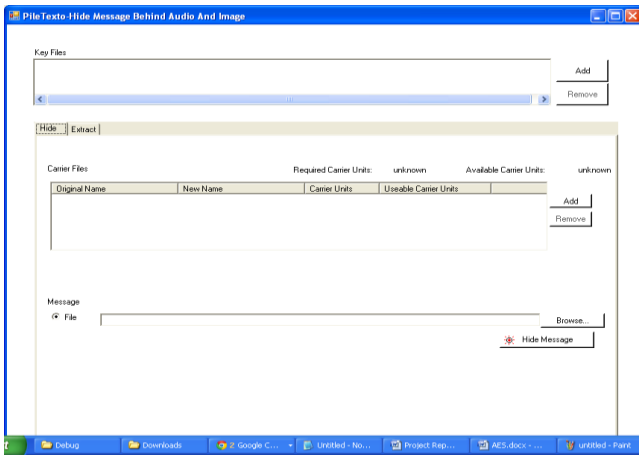 PileTexto-Hide Message Behind Audio And Image
Key Files
Add
Remove
Hide Extract
Carrier Files Required Carrier Units: unknown Available Carrier Units: unknown
Original Name New Name Carrier Units Useable Carrier Units
Add
Remove
Message
File Browse...
Hide Message
Debug Downloads 2 Google C... Untitled - No... Project Rep... AES.docx - ... untitled - Paint